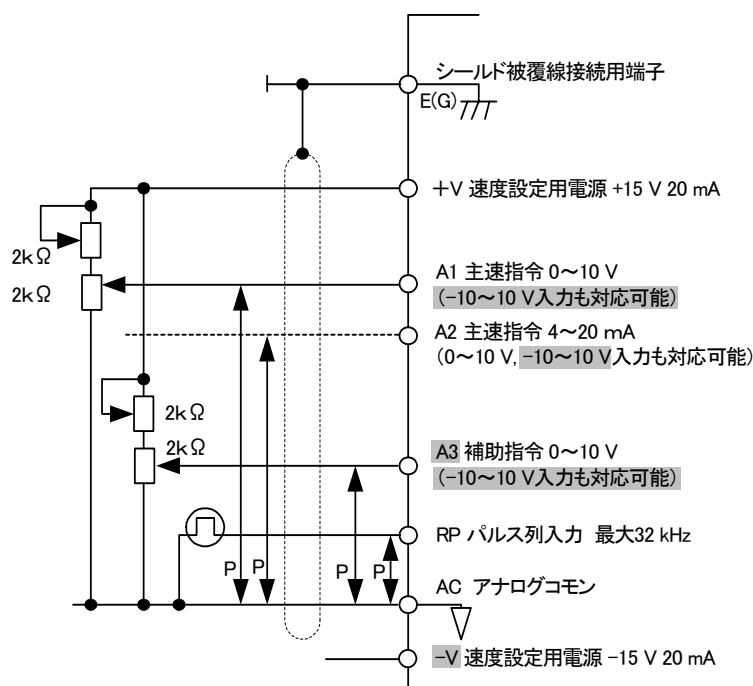 シールド被覆線接続用端子
E(G)
+V 速度設定用電源 +15 V 20 mA
2kΩ
2kΩ
A1 主速指令 0～10 V
(-10～10 V入力も対応可能)
A2 主速指令 4～20 mA
(0～10 V, -10～10 V入力も対応可能)
2kΩ
2kΩ
A3 補助指令 0～10 V
(-10～10 V入力も対応可能)
RP パルス列入力 最大32 kHz
P P P P
AC アナログコモン
-V 速度設定用電源 -15 V 20 mA